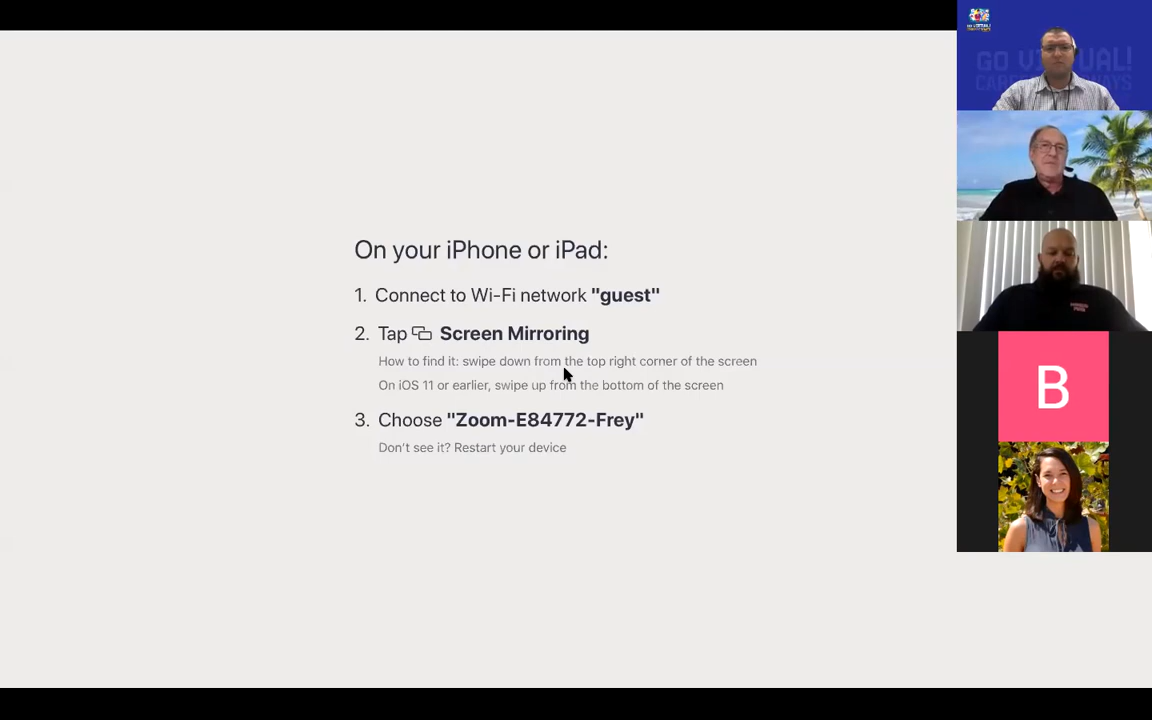 On your iPhone or iPad:
1. Connect to Wi-Fi network "guest"
2. Tap Screen Mirroring
How to find it: swipe down from the top right corner of the screen
On iOS 11 or earlier, swipe up from the bottom of the screen
3. Choose "Zoom-E84772-Frey"
Don't see it? Restart your device
GO VIRTUAL!
B